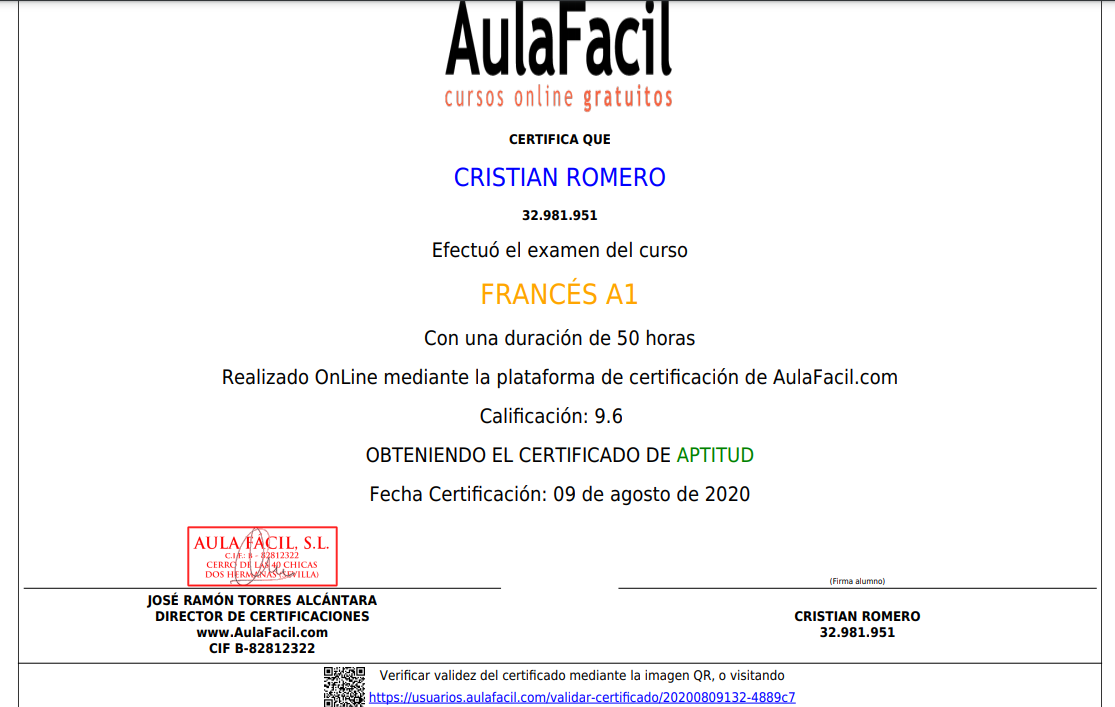 AulaFacil
cursos online gratuitos
CERTIFICA QUE
CRISTIAN ROMERO
32.981.951
Efectuó el examen del curso
FRANCÉS A1
Con una duración de 50 horas
Realizado OnLine mediante la plataforma de certificación de AulaFacil.com
Calificación: 9.6
OBTENIENDO EL CERTIFICADO DE APTITUD
Fecha Certificación: 09 de agosto de 2020
AULA FACIL, S.L.
C.I.F.: B - 82812322
CERRO DE LAS 40 CHICAS
DOS HERMANAS (SEVILLA)
JOSÉ RAMÓN TORRES ALCÁNTARA
DIRECTOR DE CERTIFICACIONES
www.AulaFacil.com
CIF B-82812322
(Firma alumno)
CRISTIAN ROMERO
32.981.951
Verificar validez del certificado mediante la imagen QR, o visitando
https://usuarios.aulafacil.com/validar-certificado/20200809132-4889c7